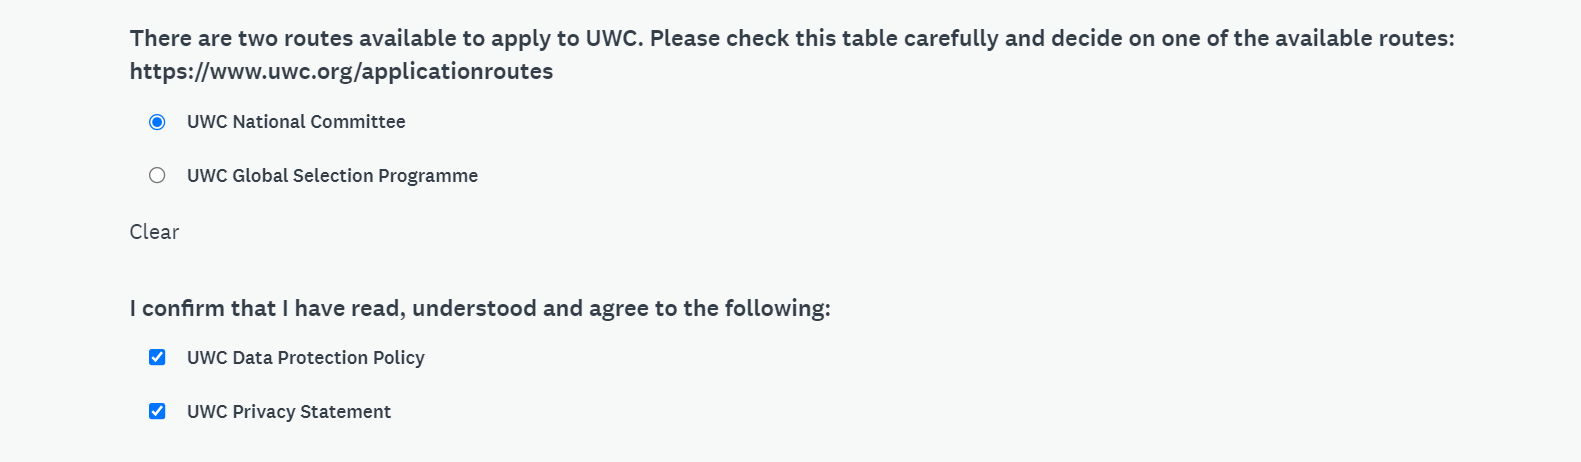 There are two routes available to apply to UWC. Please check this table carefully and decide on one of the available routes:
https://www.uwc.org/applicationroutes
UWC National Committee
UWC Global Selection Programme
Clear
I confirm that I have read, understood and agree to the following:
UWC Data Protection Policy
UWC Privacy Statement